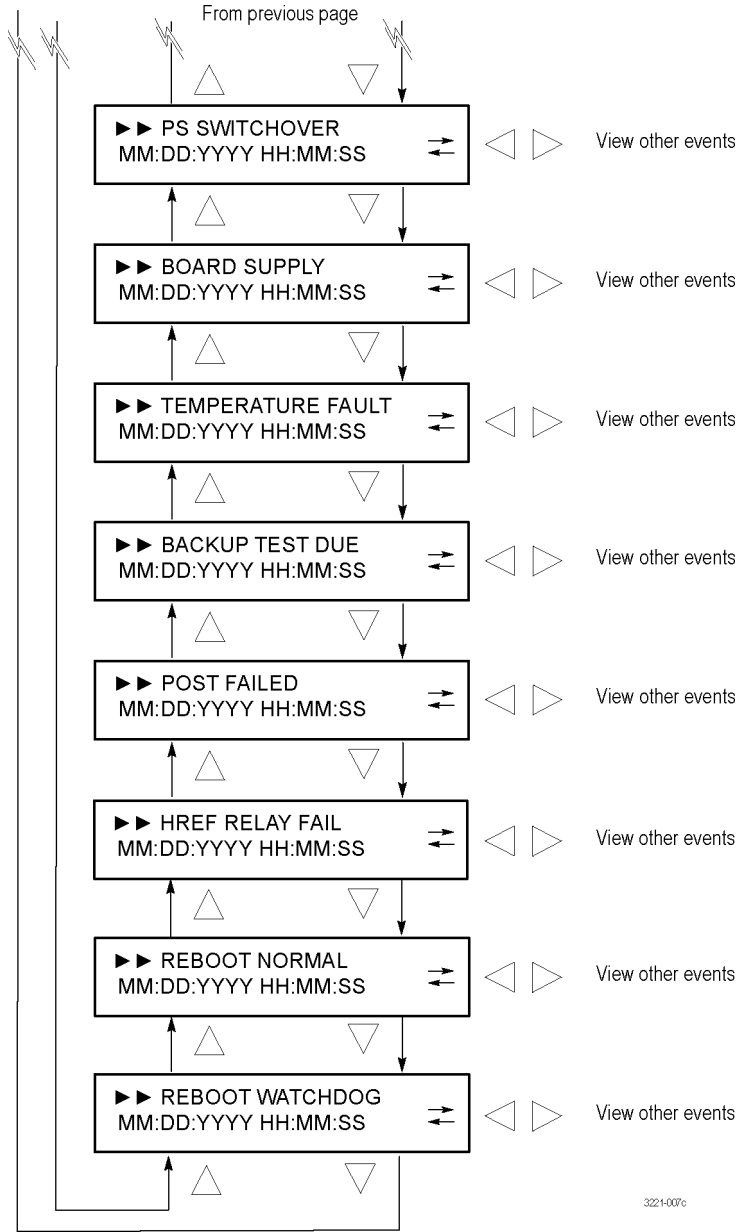 From previous page
►► PS SWITCHOVER
MM:DD:YYYY HH:MM:SS
View other events
►► BOARD SUPPLY
MM:DD:YYYY HH:MM:SS
View other events
►► TEMPERATURE FAULT
MM:DD:YYYY HH:MM:SS
View other events
►► BACKUP TEST DUE
MM:DD:YYYY HH:MM:SS
View other events
►► POST FAILED
MM:DD:YYYY HH:MM:SS
View other events
►► HREF RELAY FAIL
MM:DD:YYYY HH:MM:SS
View other events
►► REBOOT NORMAL
MM:DD:YYYY HH:MM:SS
View other events
►► REBOOT WATCHDOG
MM:DD:YYYY HH:MM:SS
View other events
3221-007c